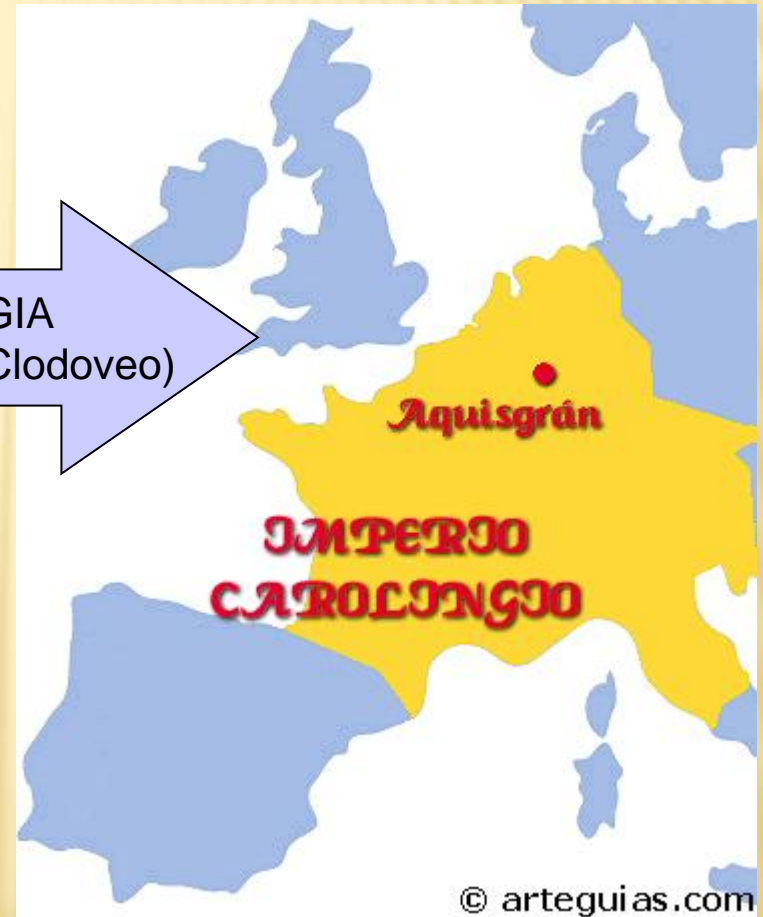 GIA
Clodoveo)
Aquisgrán
IMPERIO
CAROLINGIO
© arteguias.com